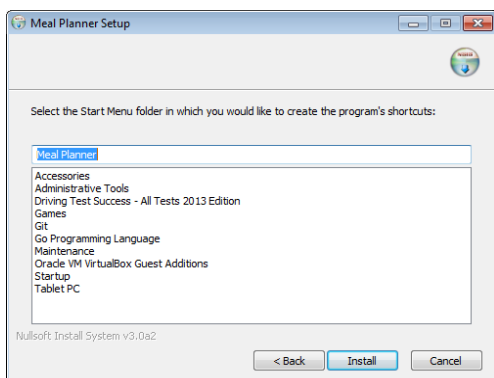 Meal Planner Setup
Select the Start Menu folder in which you would like to create the program's shortcuts:
Meal Planner
Accessories
Administrative Tools
Driving Test Success - All Tests 2013 Edition
Games
Git
Go Programming Language
Maintenance
Oracle VM VirtualBox Guest Additions
Startup
Tablet PC
Nullsoft Install System v3.0a2
< Back Install Cancel